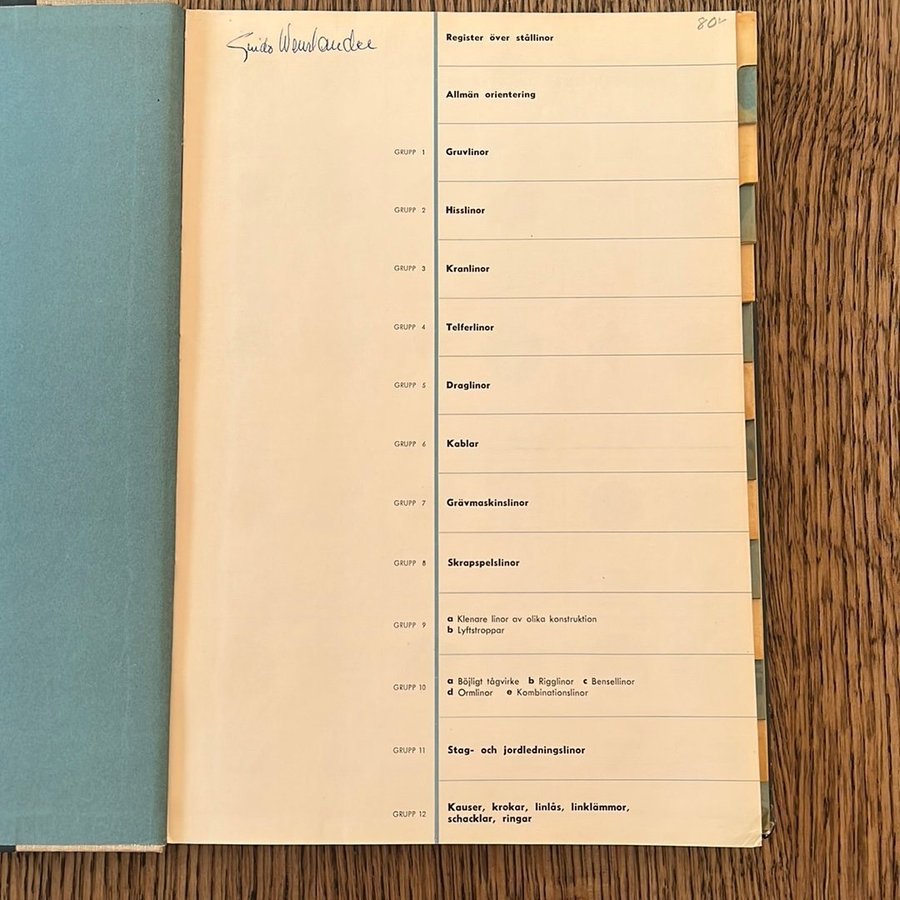 Guido Wenlander
80:-
Register över stållinor
Allmän orientering
GRUPP 1 Gruvlinor
GRUPP 2 Hisslinor
GRUPP 3 Kranlinor
GRUPP 4 Telferlinor
GRUPP 5 Draglinor
GRUPP 6 Kablar
GRUPP 7 Grävmaskinslinor
GRUPP 8 Skrapspelslinor
GRUPP 9 a Klenare linor av olika konstruktion
b Lyftstroppar
GRUPP 10 a Böjligt tågvirke b Rigglinor c Bensellinor
d Ormlinor e Kombinationslinor
GRUPP 11 Stag- och jordledningslinor
GRUPP 12 Kauser, krokar, linlås, linklämmor,
schacklar, ringar